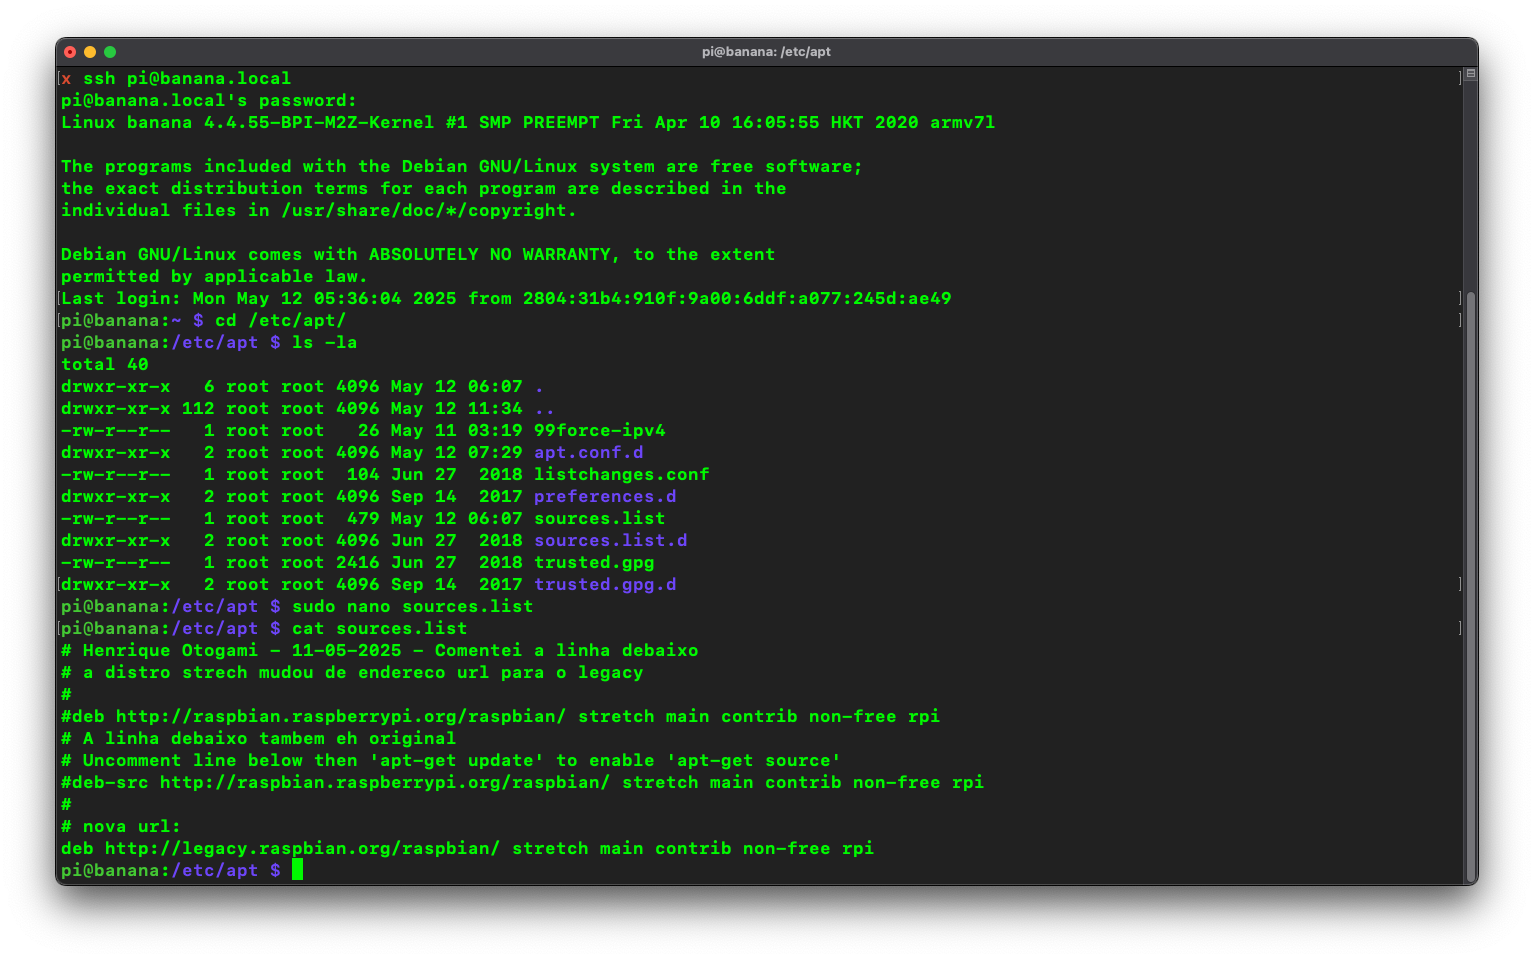 pi@banana: /etc/apt
[x ssh pi@banana.local ]
pi@banana.local's password:
Linux banana 4.4.55-BPI-M2Z-Kernel #1 SMP PREEMPT Fri Apr 10 16:05:55 HKT 2020 armv7l
The programs included with the Debian GNU/Linux system are free software;
the exact distribution terms for each program are described in the
individual files in /usr/share/doc/*/copyright.
Debian GNU/Linux comes with ABSOLUTELY NO WARRANTY, to the extent
permitted by applicable law.
[Last login: Mon May 12 05:36:04 2025 from 2804:31b4:910f:9a00:6ddf:a077:245d:ae49 ]
[pi@banana:~ $ cd /etc/apt/ ]
pi@banana:/etc/apt $ ls -la
total 40
drwxr-xr-x   6 root root 4096 May 12 06:07 .
drwxr-xr-x 112 root root 4096 May 12 11:34 ..
-rw-r--r--   1 root root   26 May 11 03:19 99force-ipv4
drwxr-xr-x   2 root root 4096 May 12 07:29 apt.conf.d
-rw-r--r--   1 root root  104 Jun 27  2018 listchanges.conf
drwxr-xr-x   2 root root 4096 Sep 14  2017 preferences.d
-rw-r--r--   1 root root  479 May 12 06:07 sources.list
drwxr-xr-x   2 root root 4096 Jun 27  2018 sources.list.d
-rw-r--r--   1 root root 2416 Jun 27  2018 trusted.gpg
[drwxr-xr-x   2 root root 4096 Sep 14  2017 trusted.gpg.d ]
pi@banana:/etc/apt $ sudo nano sources.list
[pi@banana:/etc/apt $ cat sources.list ]
# Henrique Otogami - 11-05-2025 - Comentei a linha debaixo
# a distro strech mudou de endereco url para o legacy
#
#deb http://raspbian.raspberrypi.org/raspbian/ stretch main contrib non-free rpi
# A linha debaixo tambem eh original
# Uncomment line below then 'apt-get update' to enable 'apt-get source'
#deb-src http://raspbian.raspberrypi.org/raspbian/ stretch main contrib non-free rpi
#
# nova url:
deb http://legacy.raspbian.org/raspbian/ stretch main contrib non-free rpi
pi@banana:/etc/apt $